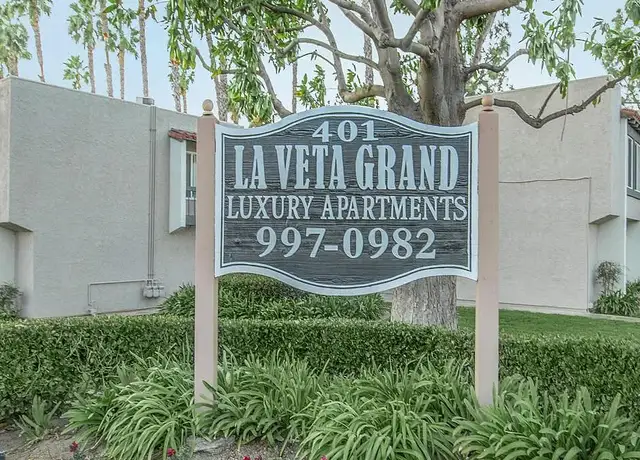 401
LA VETA GRAND
LUXURY APARTMENTS
997-0982